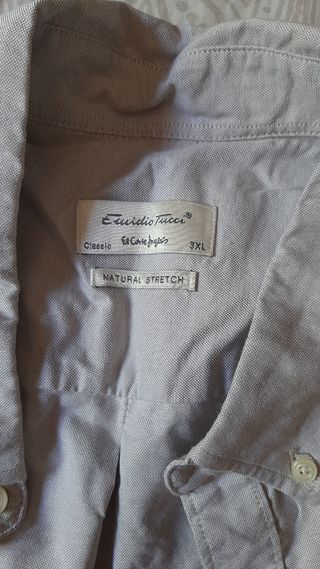 Emidio Tucci®
El Corte Inglés
Classic 3XL
NATURAL STRETCH